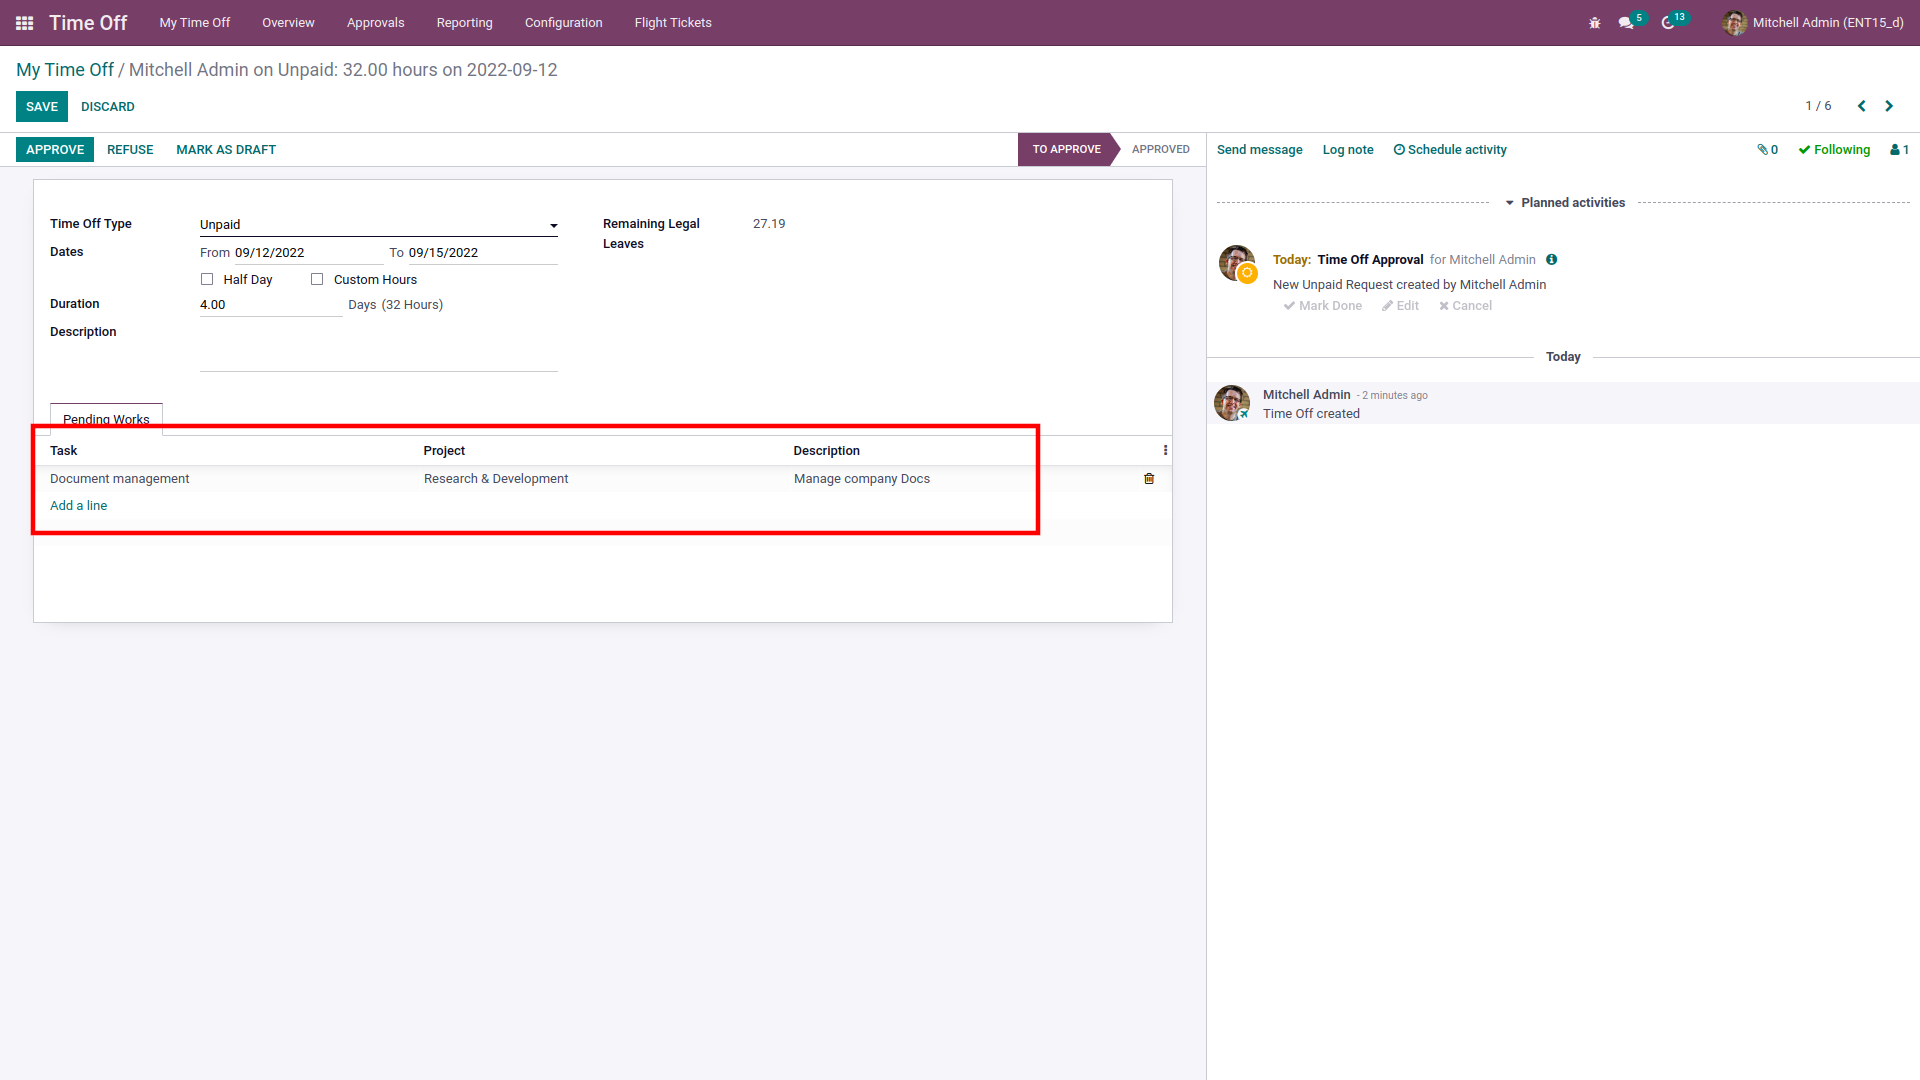 Time Off My Time Off Overview Approvals Reporting Configuration Flight Tickets 5 13 Mitchell Admin (ENT15_d)
My Time Off / Mitchell Admin on Unpaid: 32.00 hours on 2022-09-12
SAVE DISCARD 1 / 6
APPROVE REFUSE MARK AS DRAFT TO APPROVE APPROVED
Time Off Type Unpaid Remaining Legal Leaves 27.19
Dates From 09/12/2022 To 09/15/2022
Half Day Custom Hours
Duration 4.00 Days (32 Hours)
Description
Pending Works
Task Project Description
Document management Research & Development Manage company Docs
Add a line
Send message Log note Schedule activity 0 Following 1
Planned activities
Today: Time Off Approval for Mitchell Admin
New Unpaid Request created by Mitchell Admin
Mark Done Edit Cancel
Today
Mitchell Admin - 2 minutes ago
Time Off created